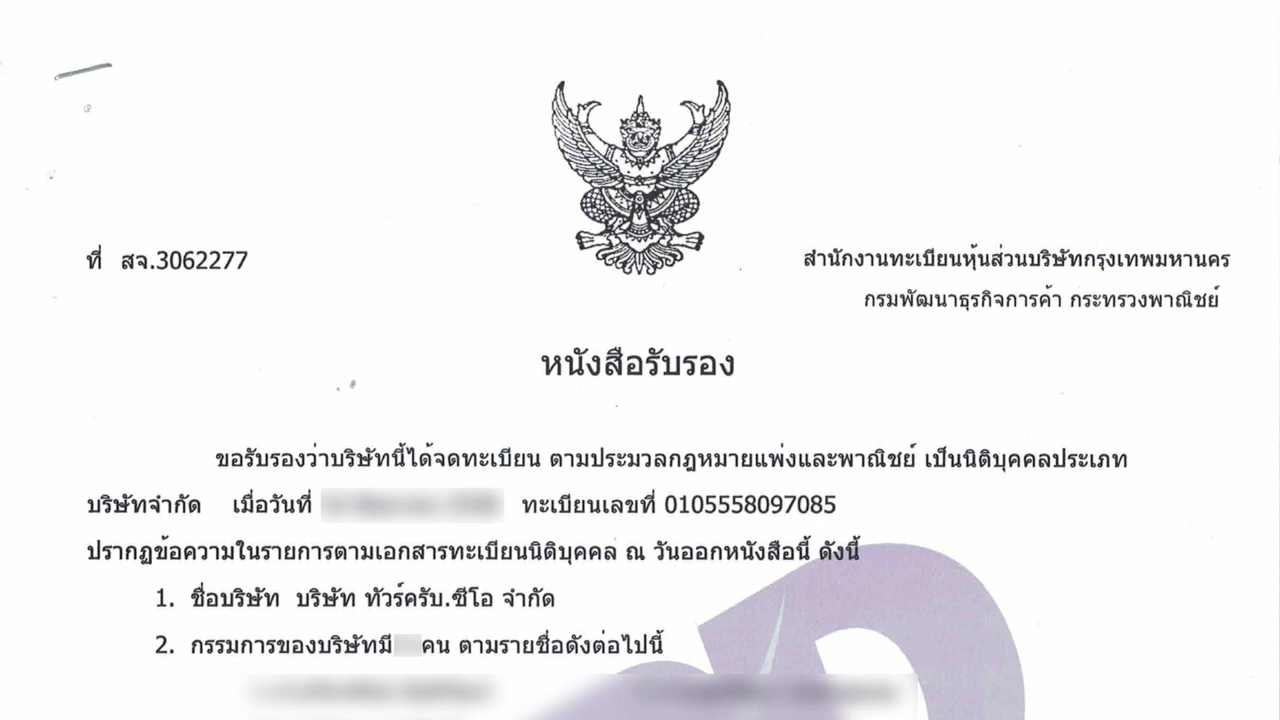 ที่ สจ.3062277
สำนักงานทะเบียนหุ้นส่วนบริษัทกรุงเทพมหานคร
กรมพัฒนาธุรกิจการค้า กระทรวงพาณิชย์
หนังสือรับรอง
ขอรับรองว่าบริษัทนี้ได้จดทะเบียน ตามประมวลกฎหมายแพ่งและพาณิชย์ เป็นนิติบุคคลประเภท
บริษัทจำกัด เมื่อวันที่ ทะเบียนเลขที่ 0105558097085
ปรากฏข้อความในรายการตามเอกสารทะเบียนนิติบุคคล ณ วันออกหนังสือนี้ ดังนี้
1. ชื่อบริษัท บริษัท ทัวร์ครับ.ซีโอ จำกัด
2. กรรมการของบริษัทมี คน ตามรายชื่อดังต่อไปนี้